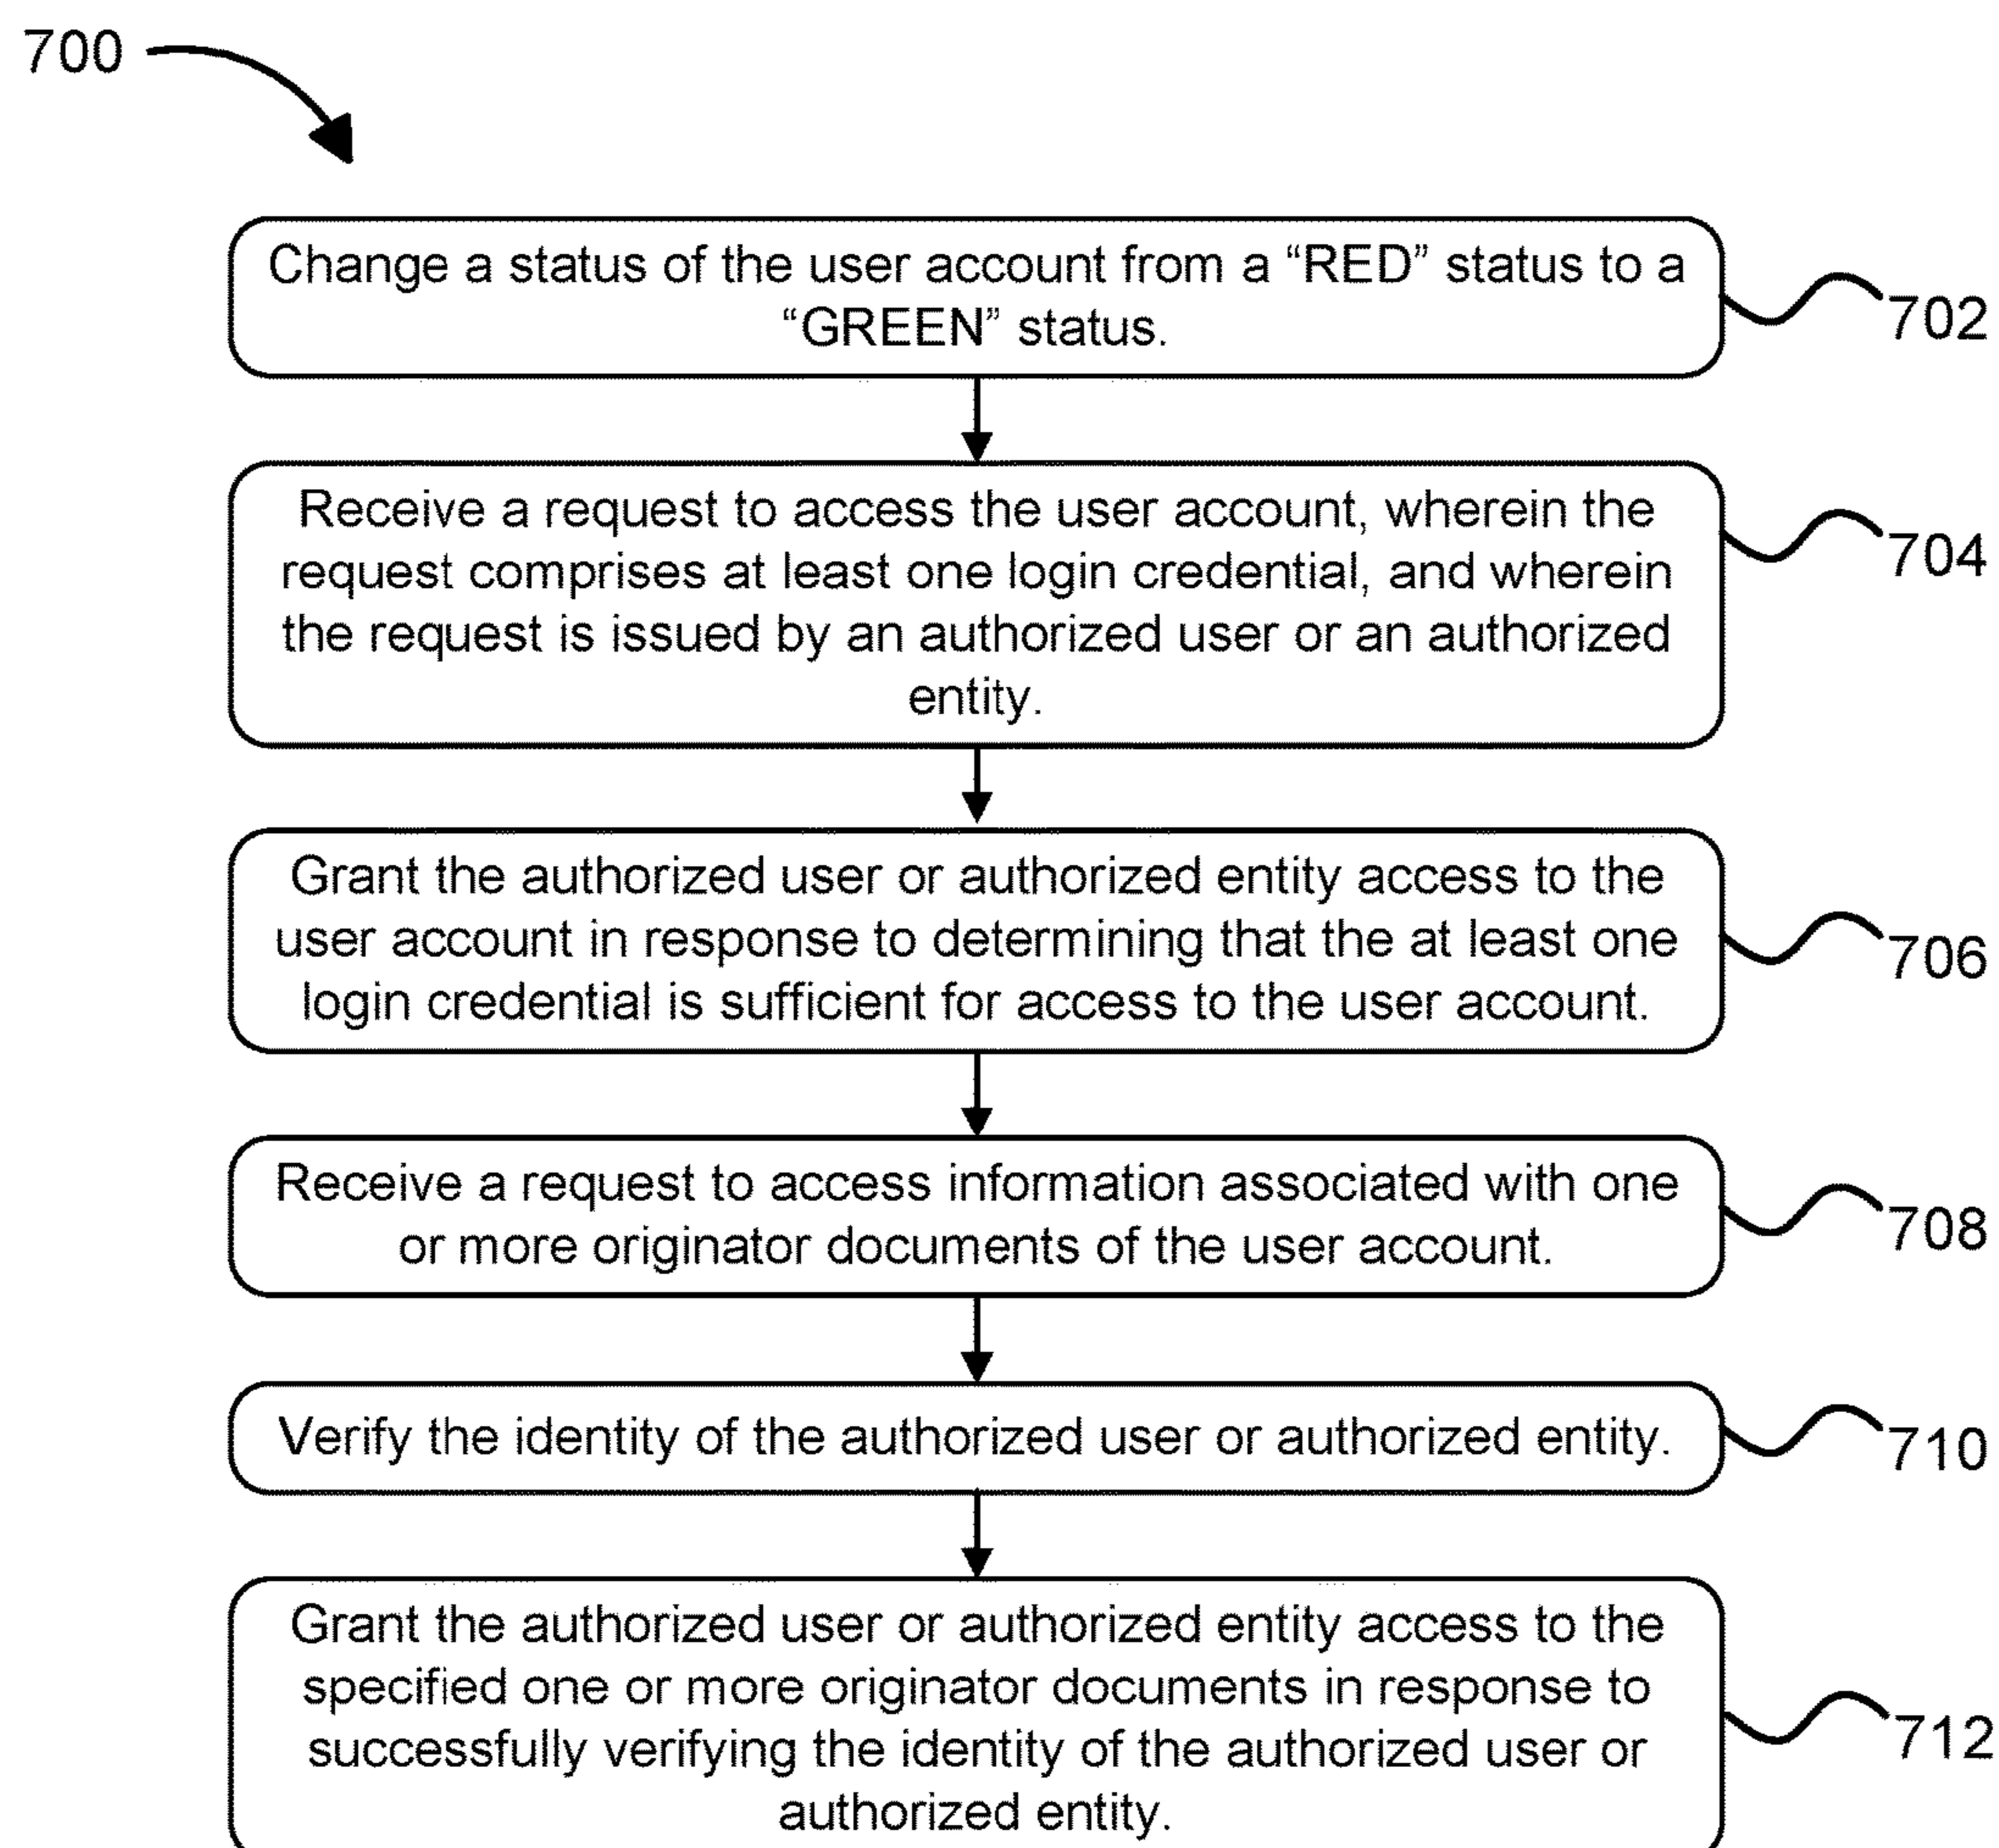 700
Change a status of the user account from a “RED” status to a
“GREEN” status.
702
Receive a request to access the user account, wherein the
request comprises at least one login credential, and wherein
the request is issued by an authorized user or an authorized
entity.
704
Grant the authorized user or authorized entity access to the
user account in response to determining that the at least one
login credential is sufficient for access to the user account.
706
Receive a request to access information associated with one
or more originator documents of the user account.
708
Verify the identity of the authorized user or authorized entity.
710
Grant the authorized user or authorized entity access to the
specified one or more originator documents in response to
successfully verifying the identity of the authorized user or
authorized entity.
712